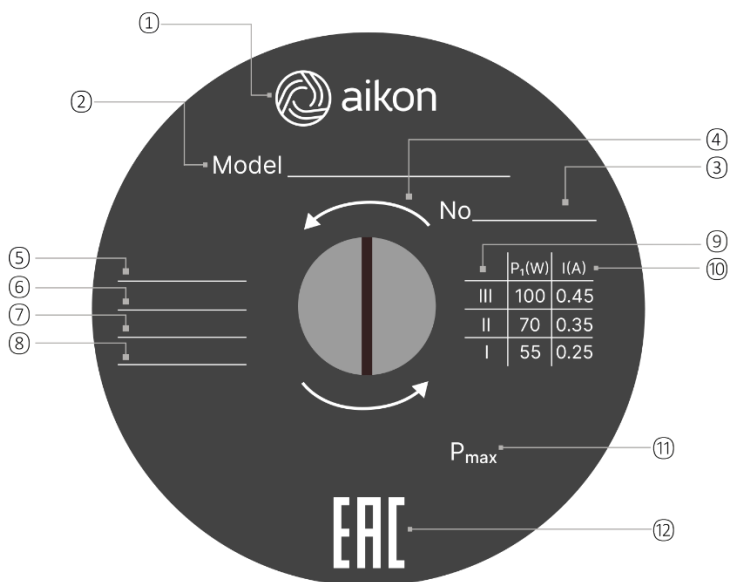 ①
aikon
②
④
Model
③
No
⑨
⑤
P₁(W) I(A)
⑩
⑥
III 100 0.45
⑦
II 70 0.35
⑧
I 55 0.25
Pmax
⑪
EAC
⑫